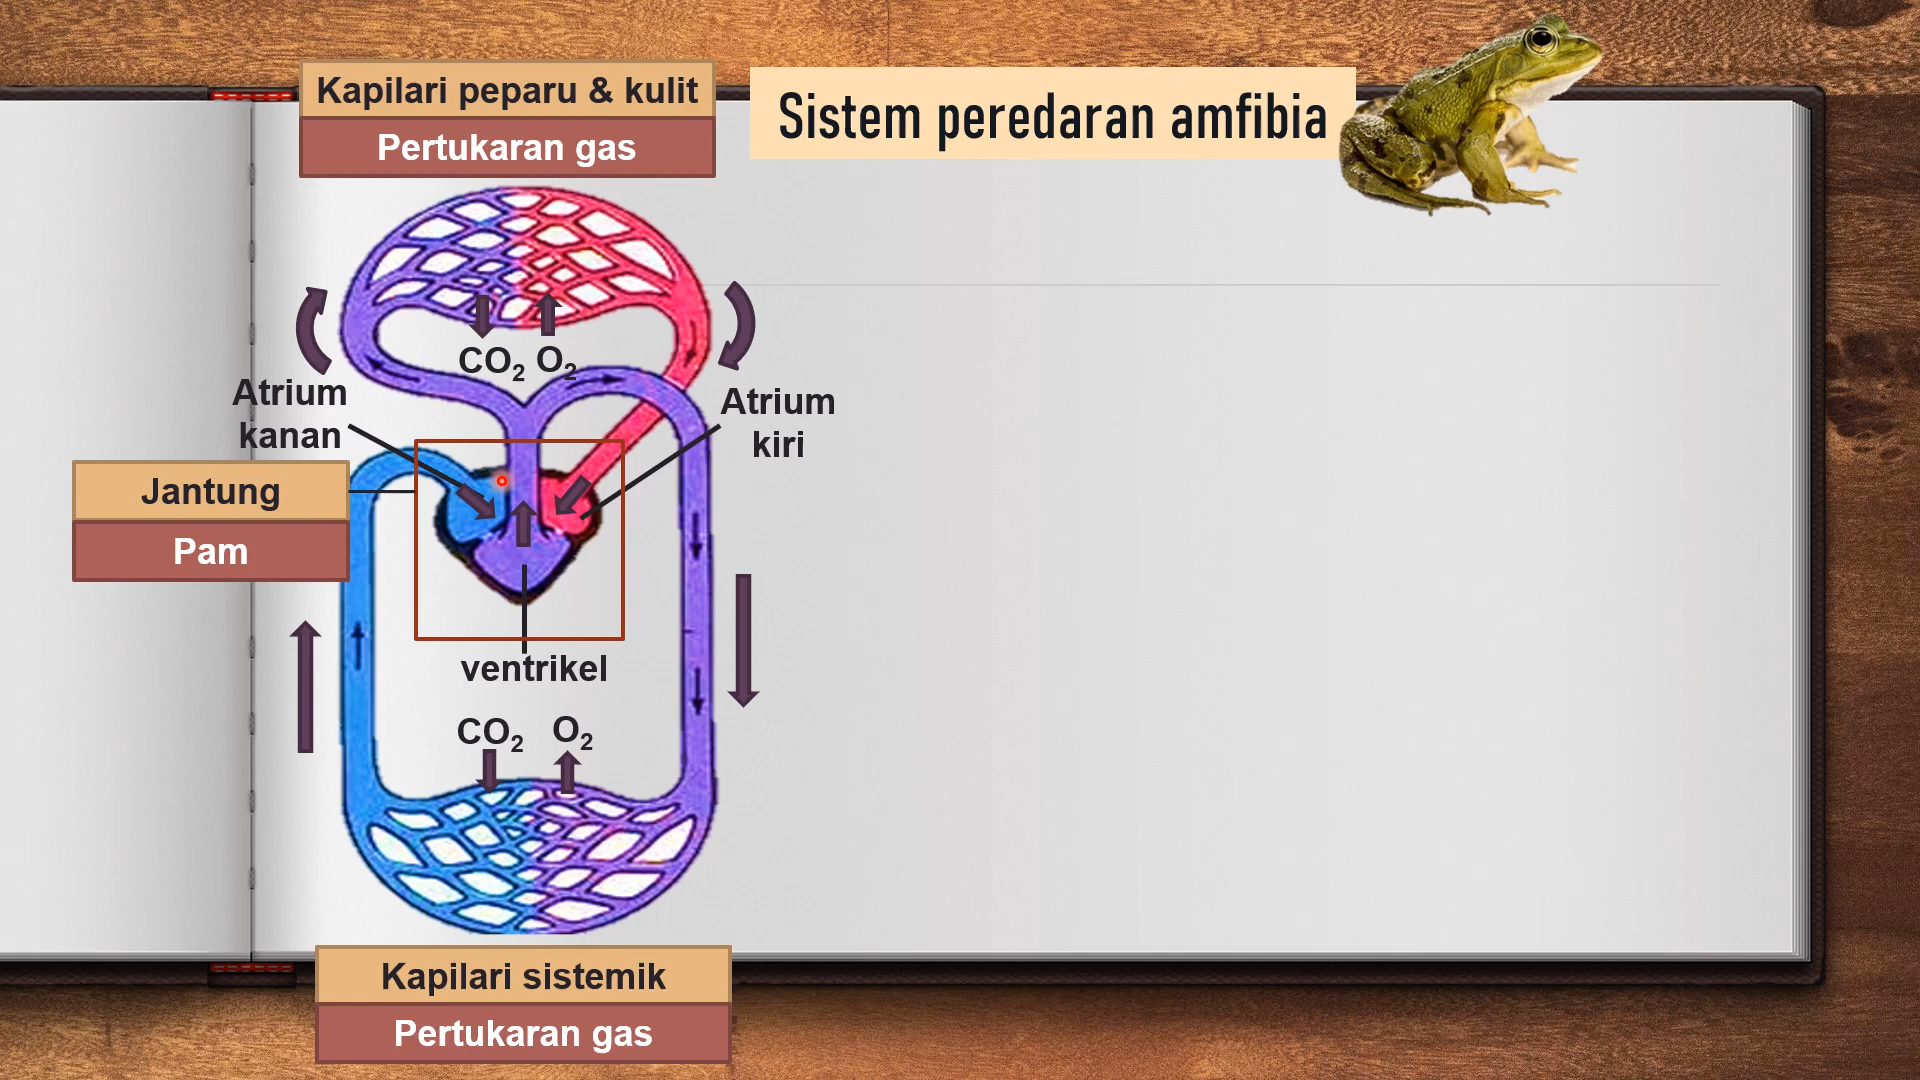 Kapilari peparu & kulit
Pertukaran gas
Sistem peredaran amfibia
CO2 O2
Atrium
kanan
Atrium
kiri
Jantung
Pam
ventrikel
CO2 O2
Kapilari sistemik
Pertukaran gas